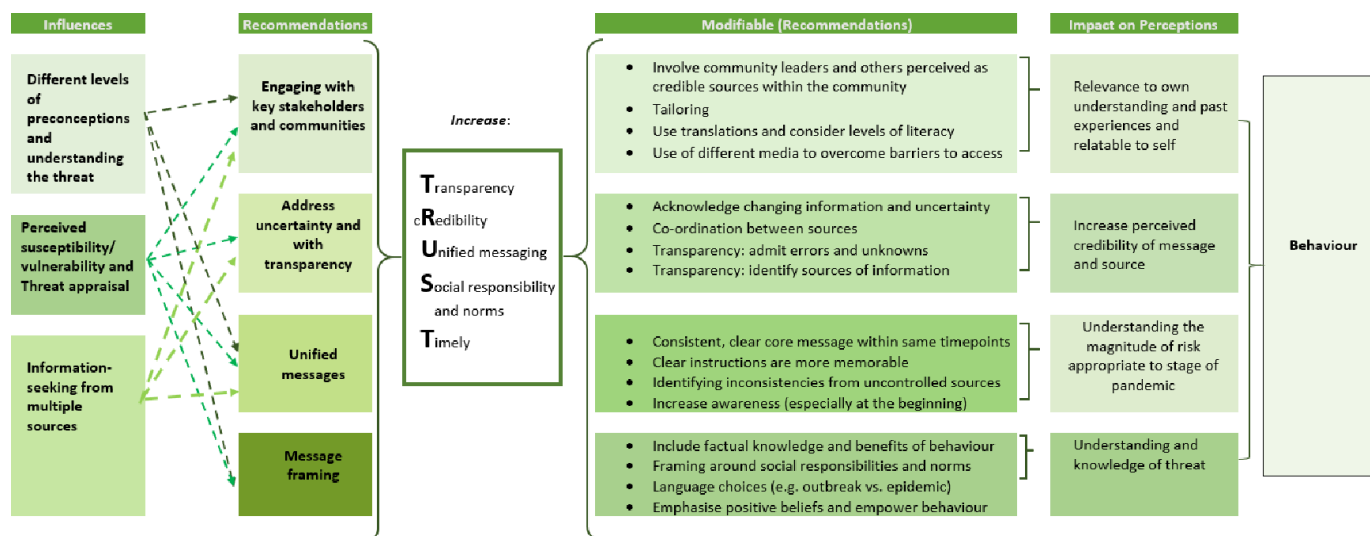 Influences
Recommendations
Modifiable (Recommendations)
Impact on Perceptions
Different levels
of
preconceptions
and
understanding
the threat
Perceived
susceptibility/
vulnerability and
Threat appraisal
Information-
seeking from
multiple
sources
Engaging with
key stakeholders
and communities
Address
uncertainty and
with
transparency
Unified
messages
Message
framing
Increase:
Transparency
cRedibility
Unified messaging
Social responsibility
and norms
Timely
• Involve community leaders and others perceived as
credible sources within the community
• Tailoring
• Use translations and consider levels of literacy
• Use of different media to overcome barriers to access
• Acknowledge changing information and uncertainty
• Co-ordination between sources
• Transparency: admit errors and unknowns
• Transparency: identify sources of information
• Consistent, clear core message within same timepoints
• Clear instructions are more memorable
• Identifying inconsistencies from uncontrolled sources
• Increase awareness (especially at the beginning)
• Include factual knowledge and benefits of behaviour
• Framing around social responsibilities and norms
• Language choices (e.g. outbreak vs. epidemic)
• Emphasise positive beliefs and empower behaviour
Relevance to own
understanding and past
experiences and
relatable to self
Increase perceived
credibility of message
and source
Understanding the
magnitude of risk
appropriate to stage of
pandemic
Understanding and
knowledge of threat
Behaviour